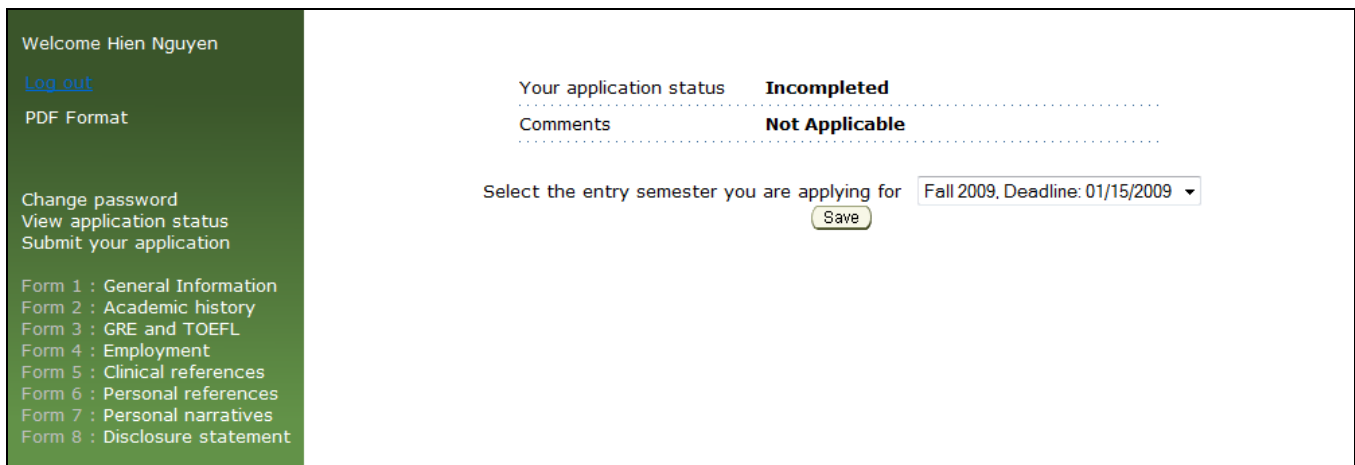 Welcome Hien Nguyen
Log out
PDF Format
Change password
View application status
Submit your application
Form 1 : General Information
Form 2 : Academic history
Form 3 : GRE and TOEFL
Form 4 : Employment
Form 5 : Clinical references
Form 6 : Personal references
Form 7 : Personal narratives
Form 8 : Disclosure statement
Your application status Incompleted
Comments Not Applicable
Select the entry semester you are applying for Fall 2009, Deadline: 01/15/2009
Save